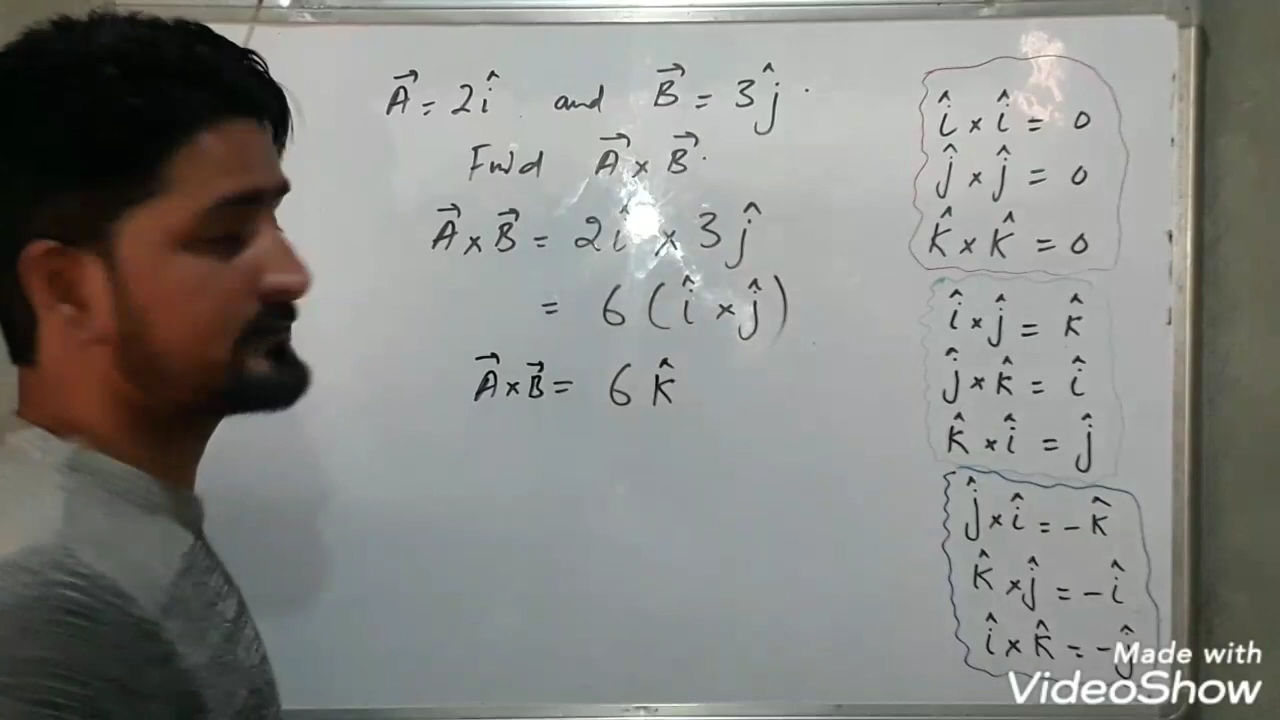 A⃗ = 2î and B⃗ = 3ĵ.
Find A⃗ × B⃗.
A⃗ × B⃗ = 2î × 3ĵ
= 6 (î × ĵ)
A⃗ × B⃗ = 6 k̂
î × î = 0
ĵ × ĵ = 0
k̂ × k̂ = 0
î × ĵ = k̂
ĵ × k̂ = î
k̂ × î = ĵ
ĵ × î = - k̂
k̂ × ĵ = - î
î × k̂ = - ĵ
Made with
VideoShow